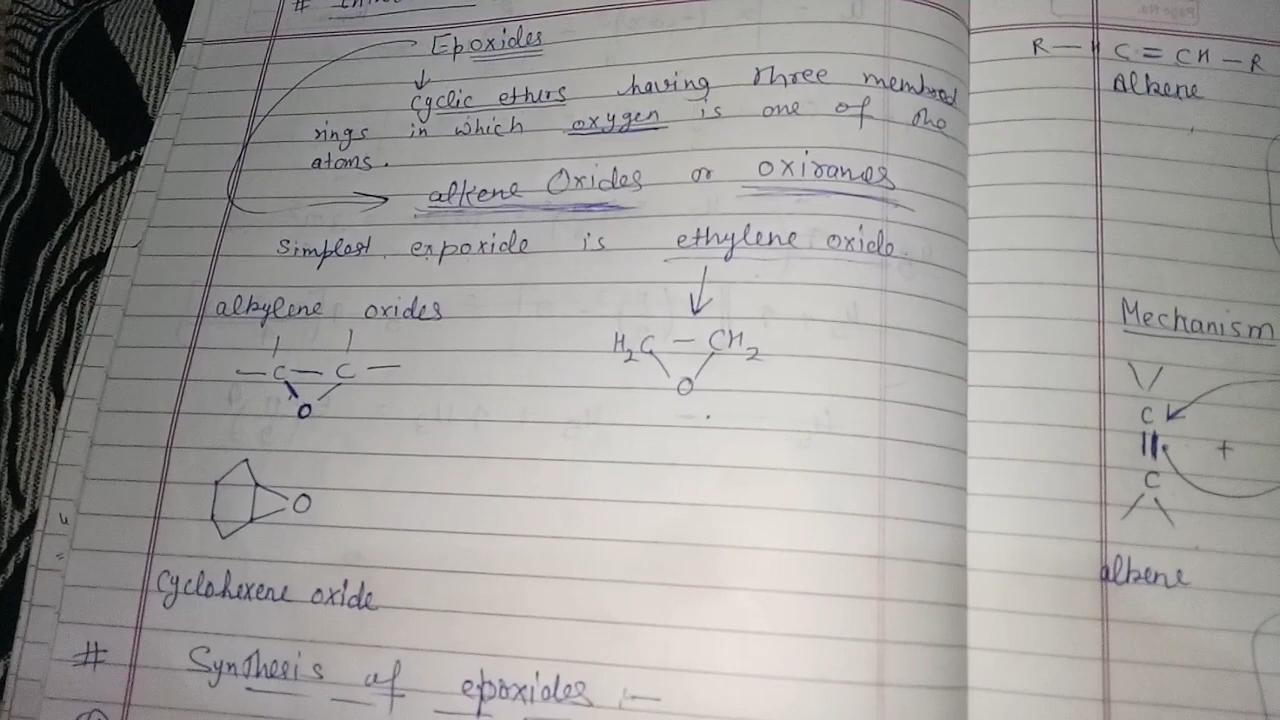 #
Epoxides
cyclic ethers having three membered
rings in which oxygen is one of the
atoms.
alkene Oxides or oxiranes
Simplest expoxide is ethylene oxide.
alkylene oxides
H₂C — CH₂
O
— C — C —
O
O
Cyclohexene oxide
# Synthesis of epoxides :—
R — C = CH — R
Alkene
Mechanism
C
+
C
alkene